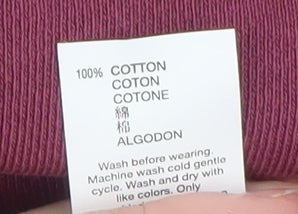 100% COTTON
COTON
COTONE
綿
棉
ALGODON
Wash before wearing.
Machine wash cold gentle
cycle. Wash and dry with
like colors. Only